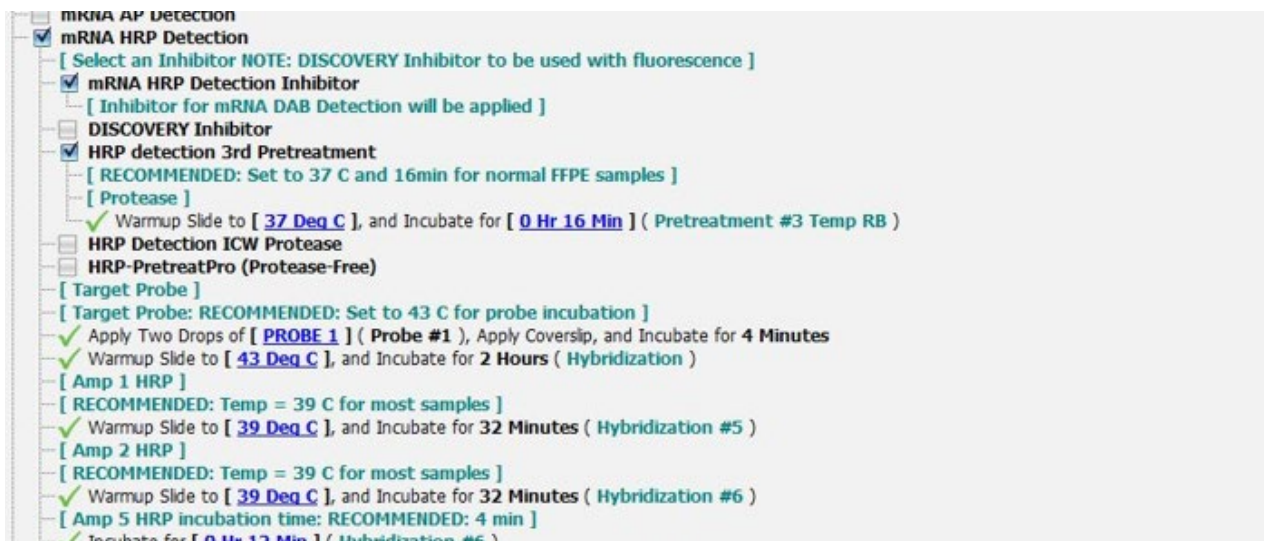 mRNA AP Detection
mRNA HRP Detection
[ Select an Inhibitor NOTE: DISCOVERY Inhibitor to be used with fluorescence ]
mRNA HRP Detection Inhibitor
[ Inhibitor for mRNA DAB Detection will be applied ]
DISCOVERY Inhibitor
HRP detection 3rd Pretreatment
[ RECOMMENDED: Set to 37 C and 16min for normal FFPE samples ]
[ Protease ]
Warmup Slide to [ 37 Deg C ], and Incubate for [ 0 Hr 16 Min ] ( Pretreatment #3 Temp RB )
HRP Detection ICW Protease
HRP-PretreatPro (Protease-Free)
[ Target Probe ]
[ Target Probe: RECOMMENDED: Set to 43 C for probe incubation ]
Apply Two Drops of [ PROBE 1 ] ( Probe #1 ), Apply Coverslip, and Incubate for 4 Minutes
Warmup Slide to [ 43 Deg C ], and Incubate for 2 Hours ( Hybridization )
[ Amp 1 HRP ]
[ RECOMMENDED: Temp = 39 C for most samples ]
Warmup Slide to [ 39 Deg C ], and Incubate for 32 Minutes ( Hybridization #5 )
[ Amp 2 HRP ]
[ RECOMMENDED: Temp = 39 C for most samples ]
Warmup Slide to [ 39 Deg C ], and Incubate for 32 Minutes ( Hybridization #6 )
[ Amp 5 HRP incubation time: RECOMMENDED: 4 min ]
Incubate for [ 0 Hr 12 Min ] ( Hybridization #6 )